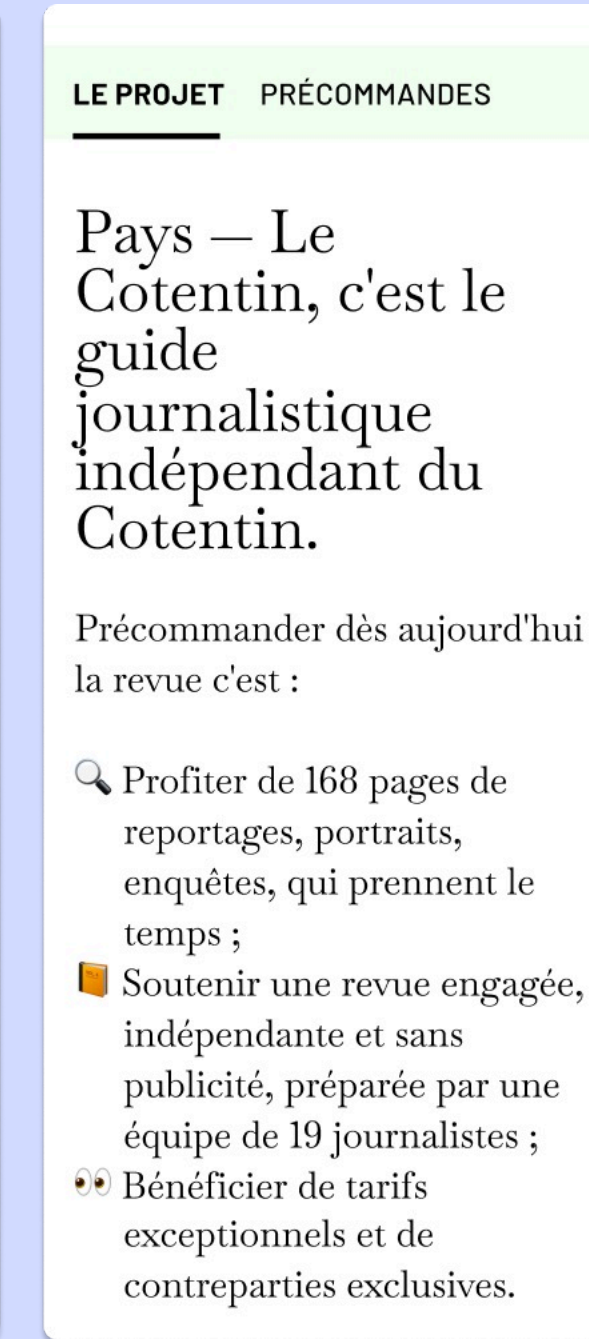 LE PROJET PRÉCOMMANDES
Pays — Le
Cotentin, c'est le
guide
journalistique
indépendant du
Cotentin.
Précommander dès aujourd'hui
la revue c'est :
🔍 Profiter de 168 pages de
reportages, portraits,
enquêtes, qui prennent le
temps ;
📙 Soutenir une revue engagée,
indépendante et sans
publicité, préparée par une
équipe de 19 journalistes ;
👀 Bénéficier de tarifs
exceptionnels et de
contreparties exclusives.